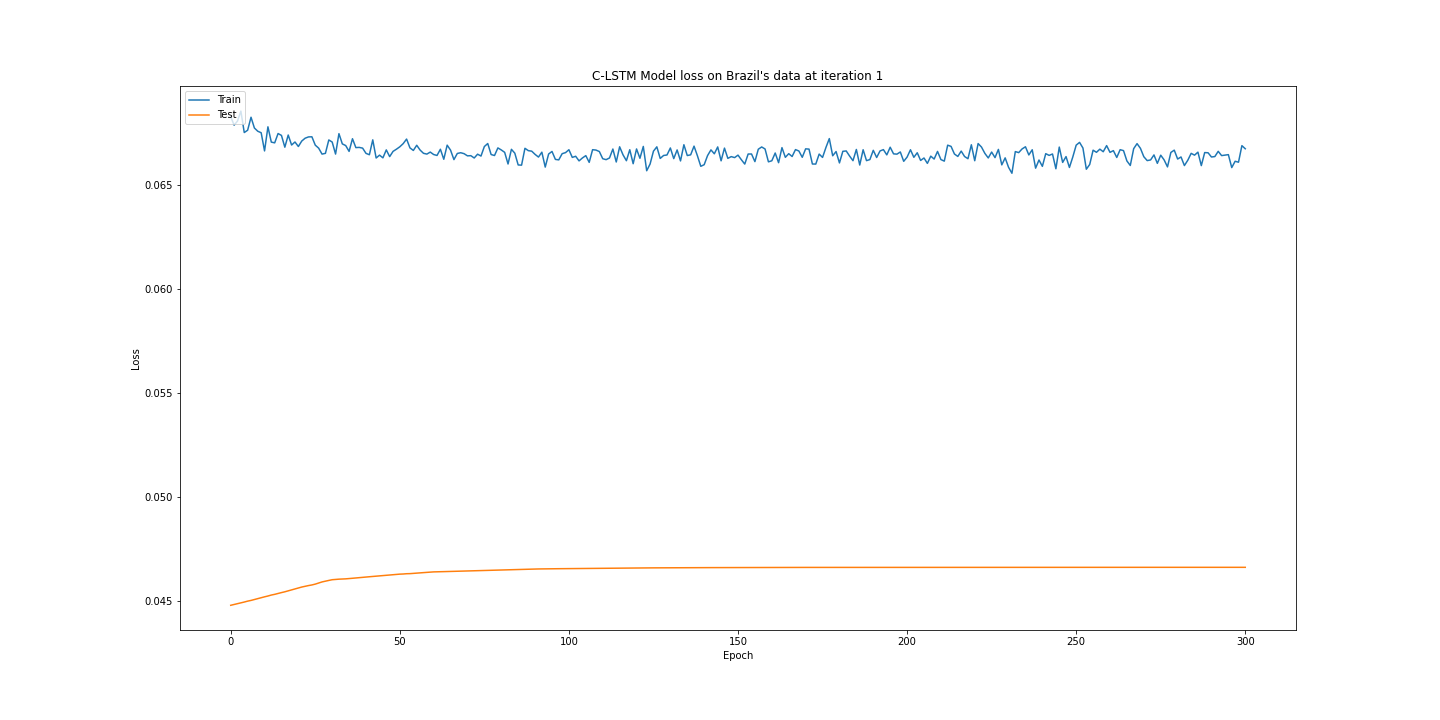 C-LSTM Model loss on Brazil's data at iteration 1
Train
Test
0.065
0.060
0.055
0.050
0.045
Loss
0 50 100 150 200 250 300
Epoch